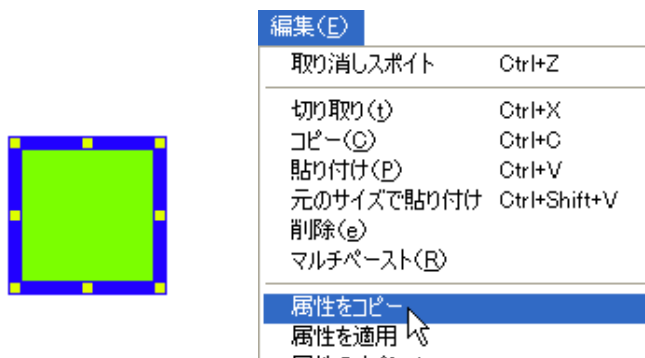 編集(E)
取り消しスポイト Ctrl+Z
切り取り(t) Ctrl+X
コピー(C) Ctrl+C
貼り付け(P) Ctrl+V
元のサイズで貼り付け Ctrl+Shift+V
削除(e)
マルチペースト(R)
属性をコピー
属性を適用